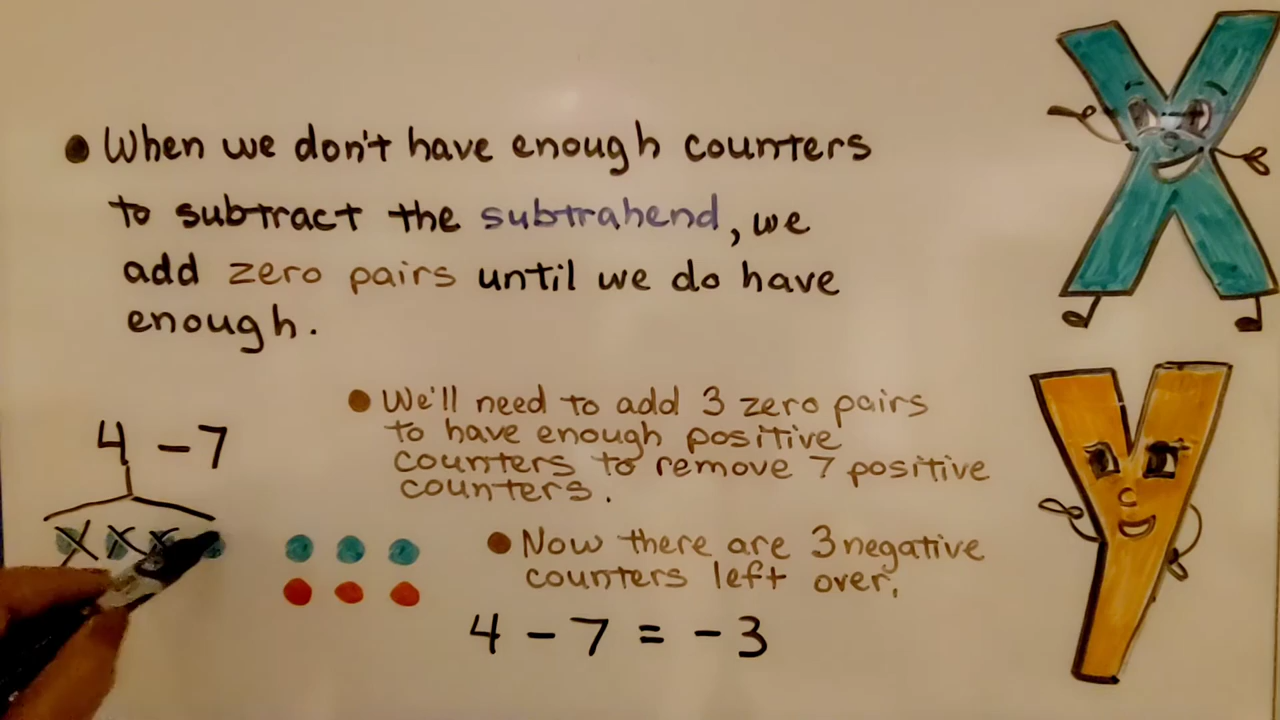 • When we don't have enough counters
to subtract the subtrahend, we
add zero pairs until we do have
enough.
• We'll need to add 3 zero pairs
to have enough positive
counters to remove 7 positive
counters.
4 - 7
• Now there are 3 negative
counters left over.
4 - 7 = -3
X
Y